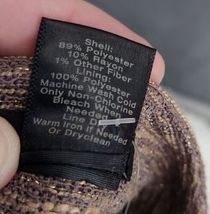 Shell:
89% Polyester
10% Rayon
1% Other Fiber
Lining:
100% Polyester
Machine Wash Cold
Only Non-Chlorine
Bleach When
Needed
Line Dry
Warm Iron if Needed
Or Dryclean